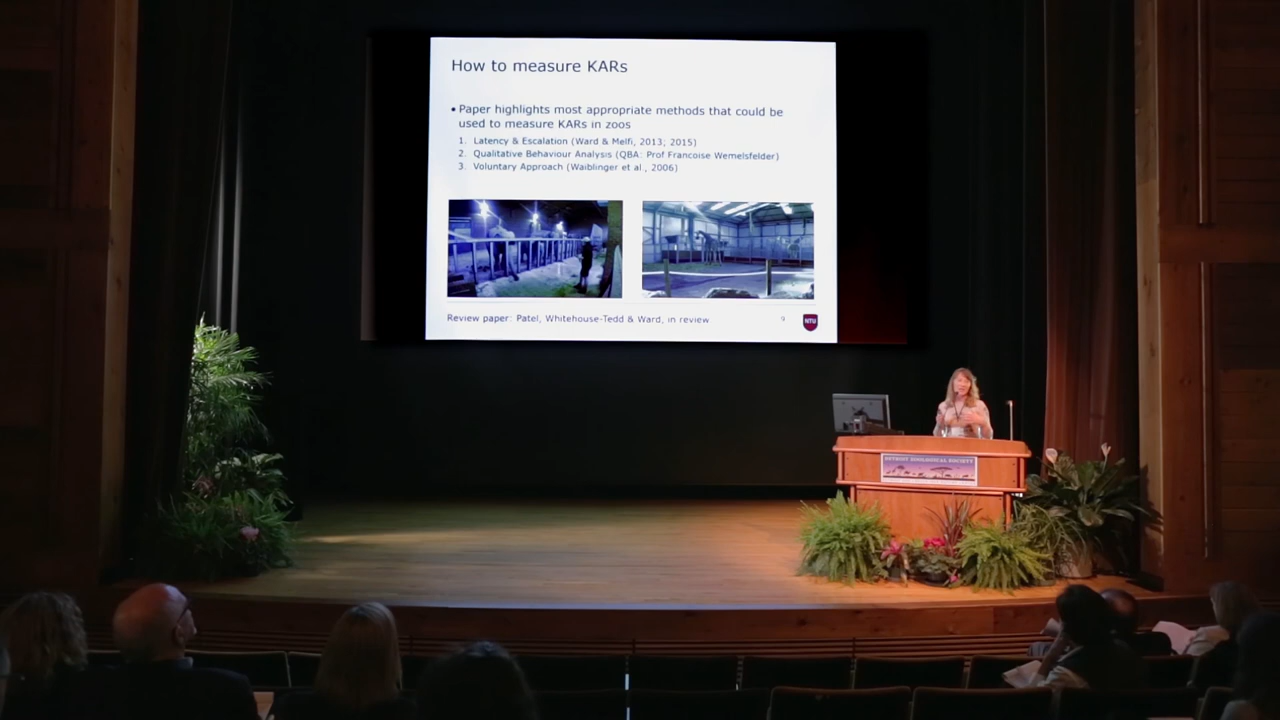 How to measure KARs
• Paper highlights most appropriate methods that could be
used to measure KARs in zoos
1. Latency & Escalation (Ward & Melfi, 2013; 2015)
2. Qualitative Behaviour Analysis (QBA: Prof Francoise Wemelsfelder)
3. Voluntary Approach (Waiblinger et al., 2006)
Review paper: Patel, Whitehouse-Tedd & Ward, in review
9
NTU
DETROIT ZOOLOGICAL SOCIETY